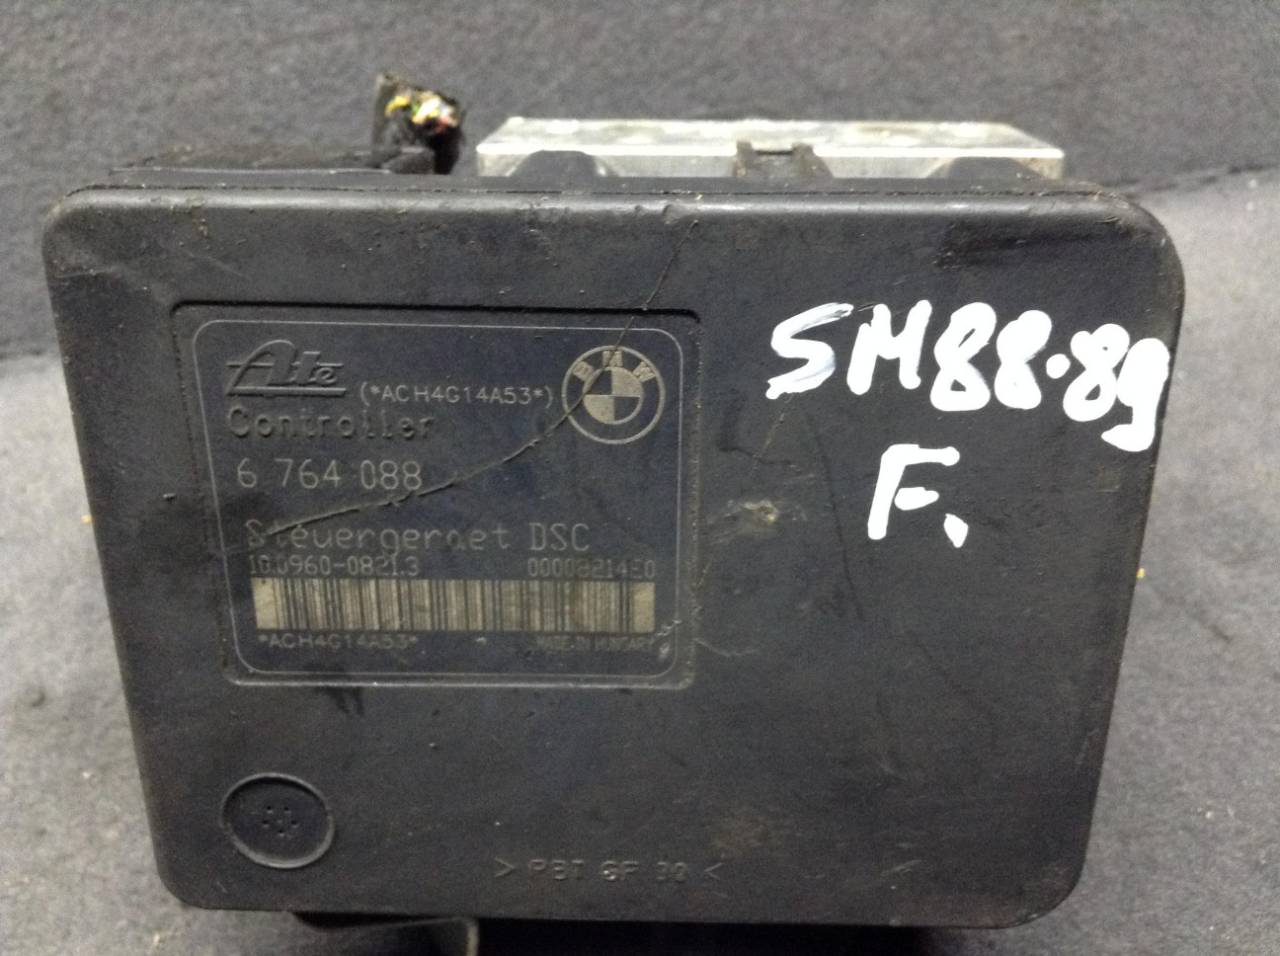 Ate (*ACH4G14A53*) BMW
Controller
6 764 088
Steuergeraet DSC
10.0960-0821.3 0000B214E0
*ACH4G14A53*
MADE IN HUNGARY
SM88.89
F.
> PBT GF 30 <